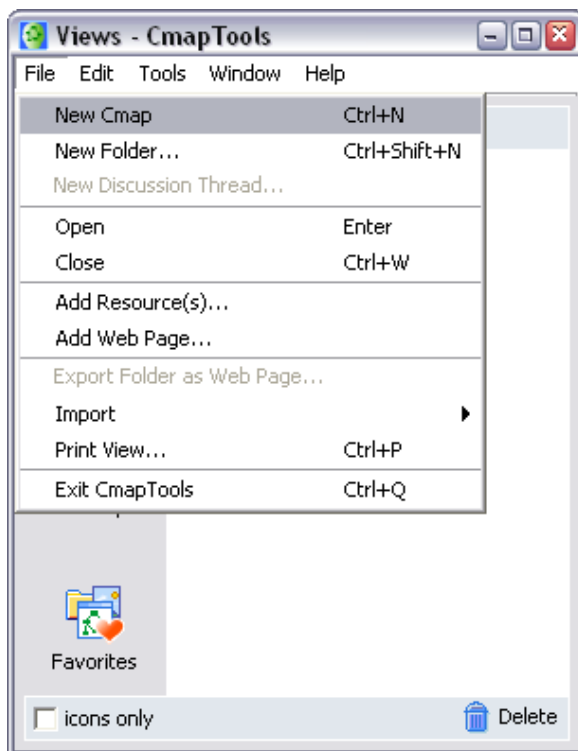 Views - CmapTools
File Edit Tools Window Help
New Cmap Ctrl+N
New Folder... Ctrl+Shift+N
New Discussion Thread...
Open Enter
Close Ctrl+W
Add Resource(s)...
Add Web Page...
Export Folder as Web Page...
Import
Print View... Ctrl+P
Exit CmapTools Ctrl+Q
Favorites
icons only Delete